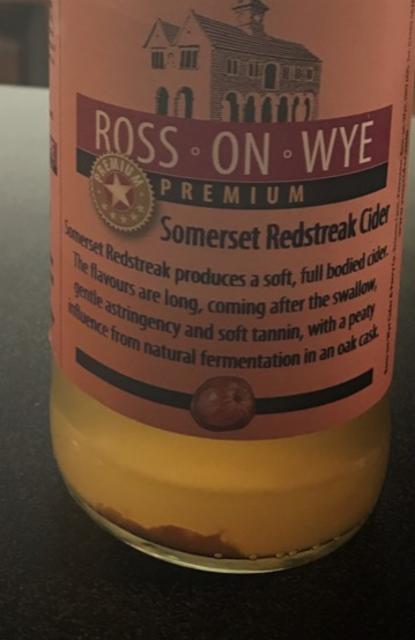 ROSS · ON · WYE
PREMIUM
PREMIUM
Somerset Redstreak Cider
Somerset Redstreak produces a soft, full bodied cider.
The flavours are long, coming after the swallow,
gentle astringency and soft tannin, with a peaty
influence from natural fermentation in an oak cask.